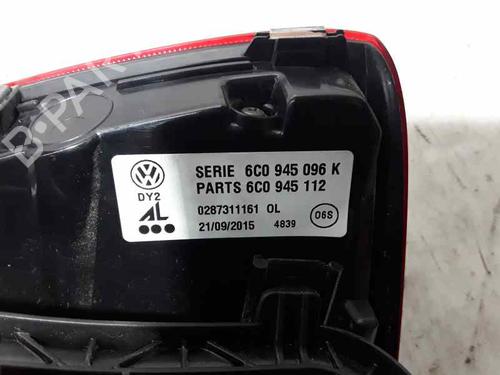 B-PARTS
SERIE 6C0 945 096 K
PARTS 6C0 945 112
DY2
AL
0287311161 OL
21/09/2015 4839
06S